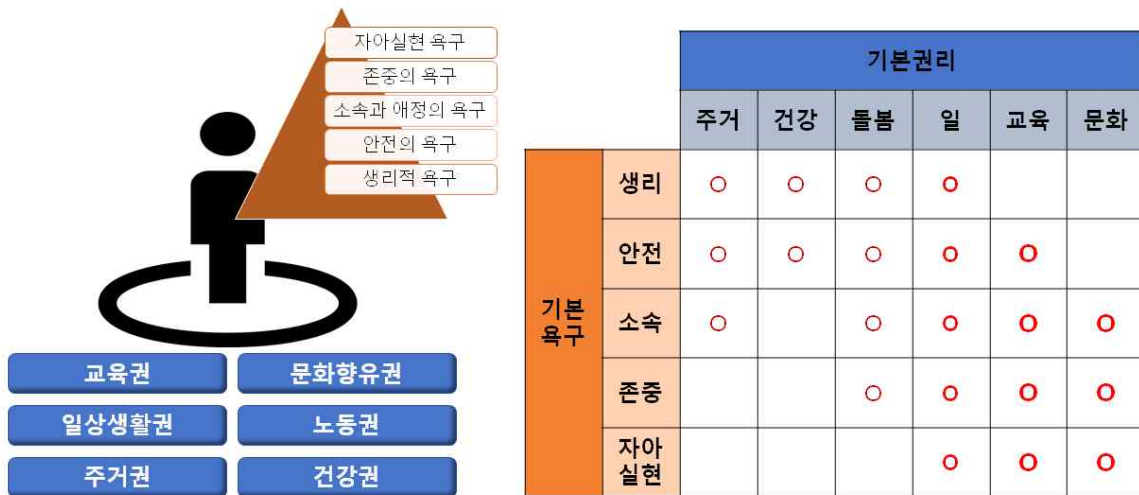 자아실현 욕구
존중의 욕구
소속과 애정의 욕구
안전의 욕구
생리적 욕구
교육권 문화향유권
일상생활권 노동권
주거권 건강권
기본권리
주거 건강 돌봄 일 교육 문화
기본
욕구
생리 ○ ○ ○ ○
안전 ○ ○ ○ ○ ○
소속 ○ ○ ○ ○ ○
존중 ○ ○ ○ ○
자아
실현 ○ ○ ○